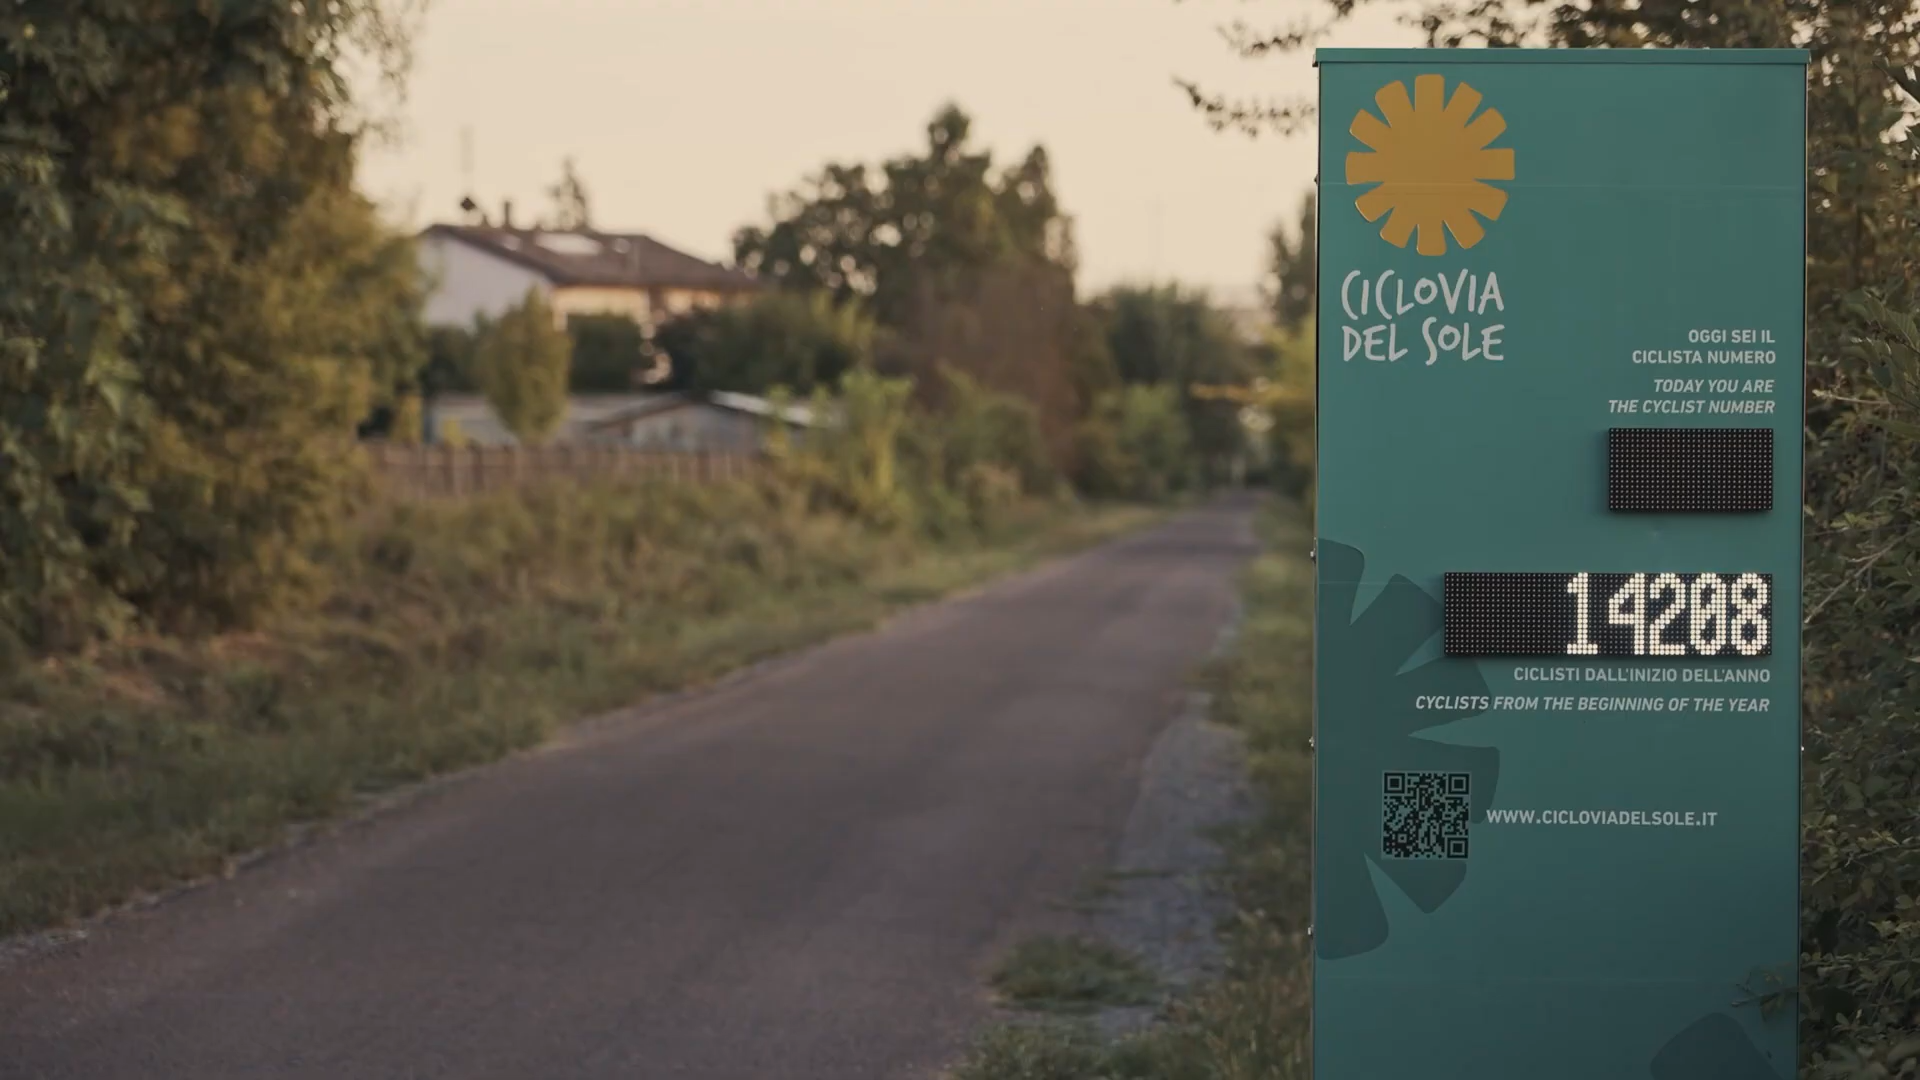 CICLOVIA
DEL SOLE
OGGI SEI IL
CICLISTA NUMERO
TODAY YOU ARE
THE CYCLIST NUMBER
14208
CICLISTI DALL'INIZIO DELL'ANNO
CYCLISTS FROM THE BEGINNING OF THE YEAR
WWW.CICLOVIADELSOLE.IT